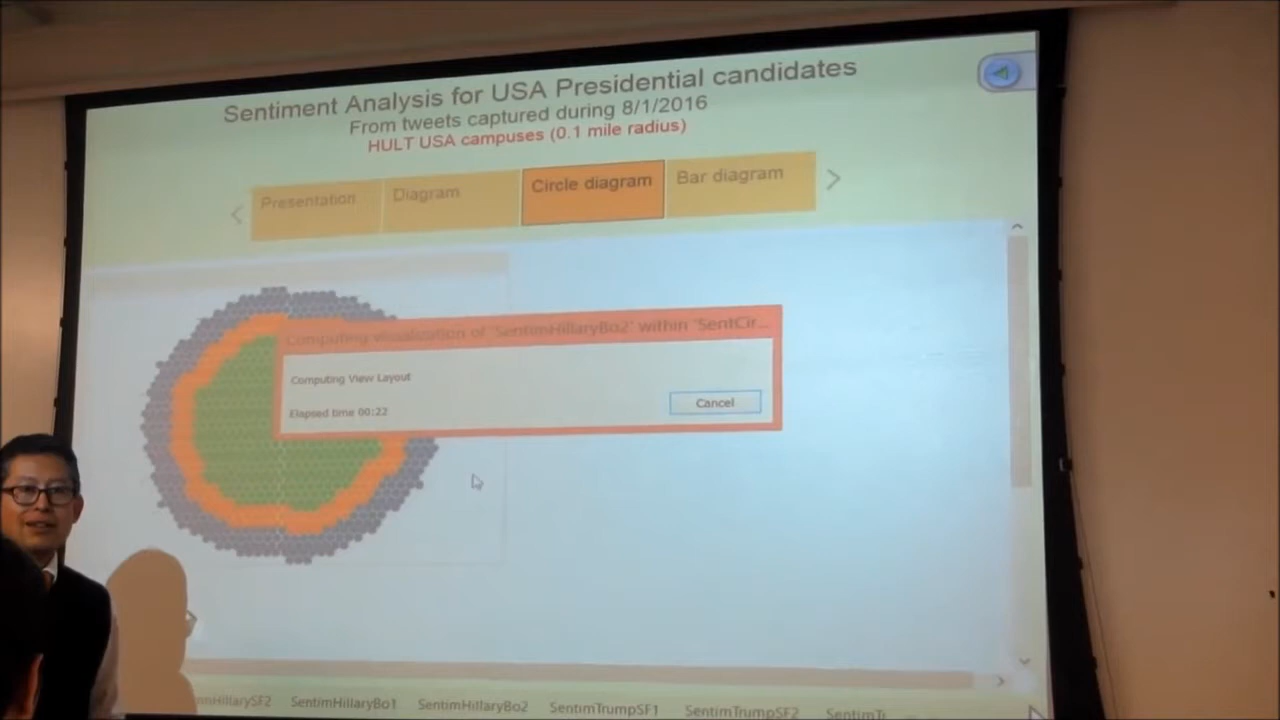 Sentiment Analysis for USA Presidential candidates
From tweets captured during 8/1/2016
HULT USA campuses (0.1 mile radius)
Presentation
Diagram
Circle diagram
Bar diagram
Computing visualication of 'SentimHillaryBo2' within 'SentCir...
Computing View Layout
Elapsed time 00:22
Cancel
mHillarySF2 SentimHillaryBo1 SentimHillaryBo2 SentimTrumpSF1 SentimTrumpSF2 SentimTr